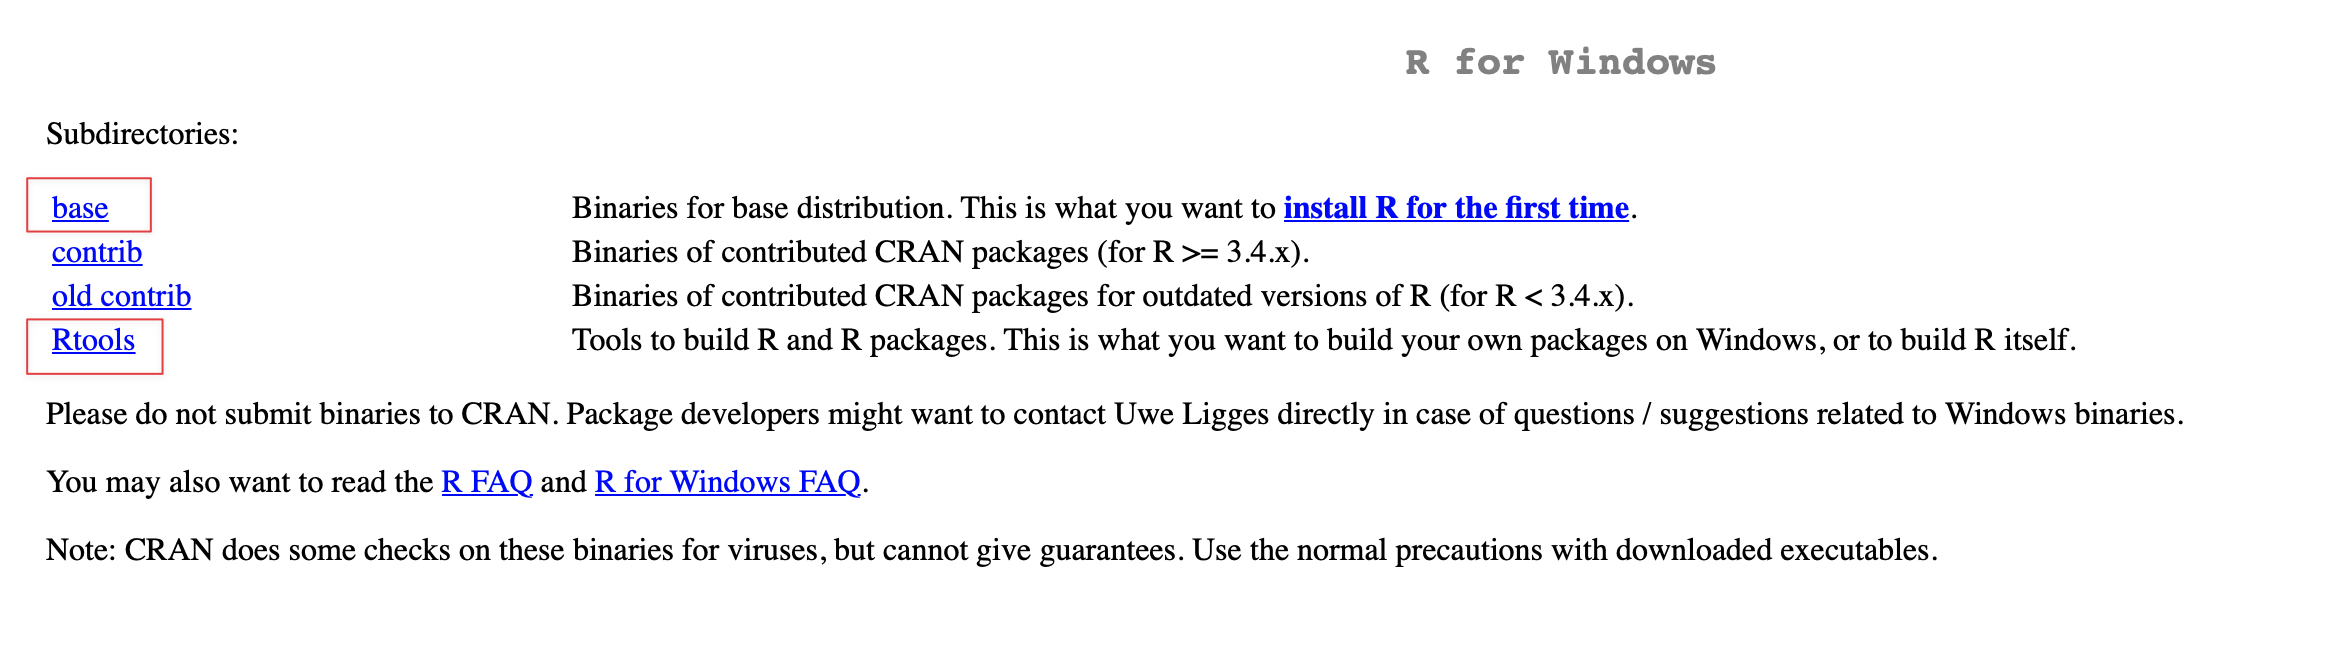 R for Windows
Subdirectories:
base Binaries for base distribution. This is what you want to install R for the first time.
contrib Binaries of contributed CRAN packages (for R >= 3.4.x).
old contrib Binaries of contributed CRAN packages for outdated versions of R (for R < 3.4.x).
Rtools Tools to build R and R packages. This is what you want to build your own packages on Windows, or to build R itself.
Please do not submit binaries to CRAN. Package developers might want to contact Uwe Ligges directly in case of questions / suggestions related to Windows binaries.
You may also want to read the R FAQ and R for Windows FAQ.
Note: CRAN does some checks on these binaries for viruses, but cannot give guarantees. Use the normal precautions with downloaded executables.